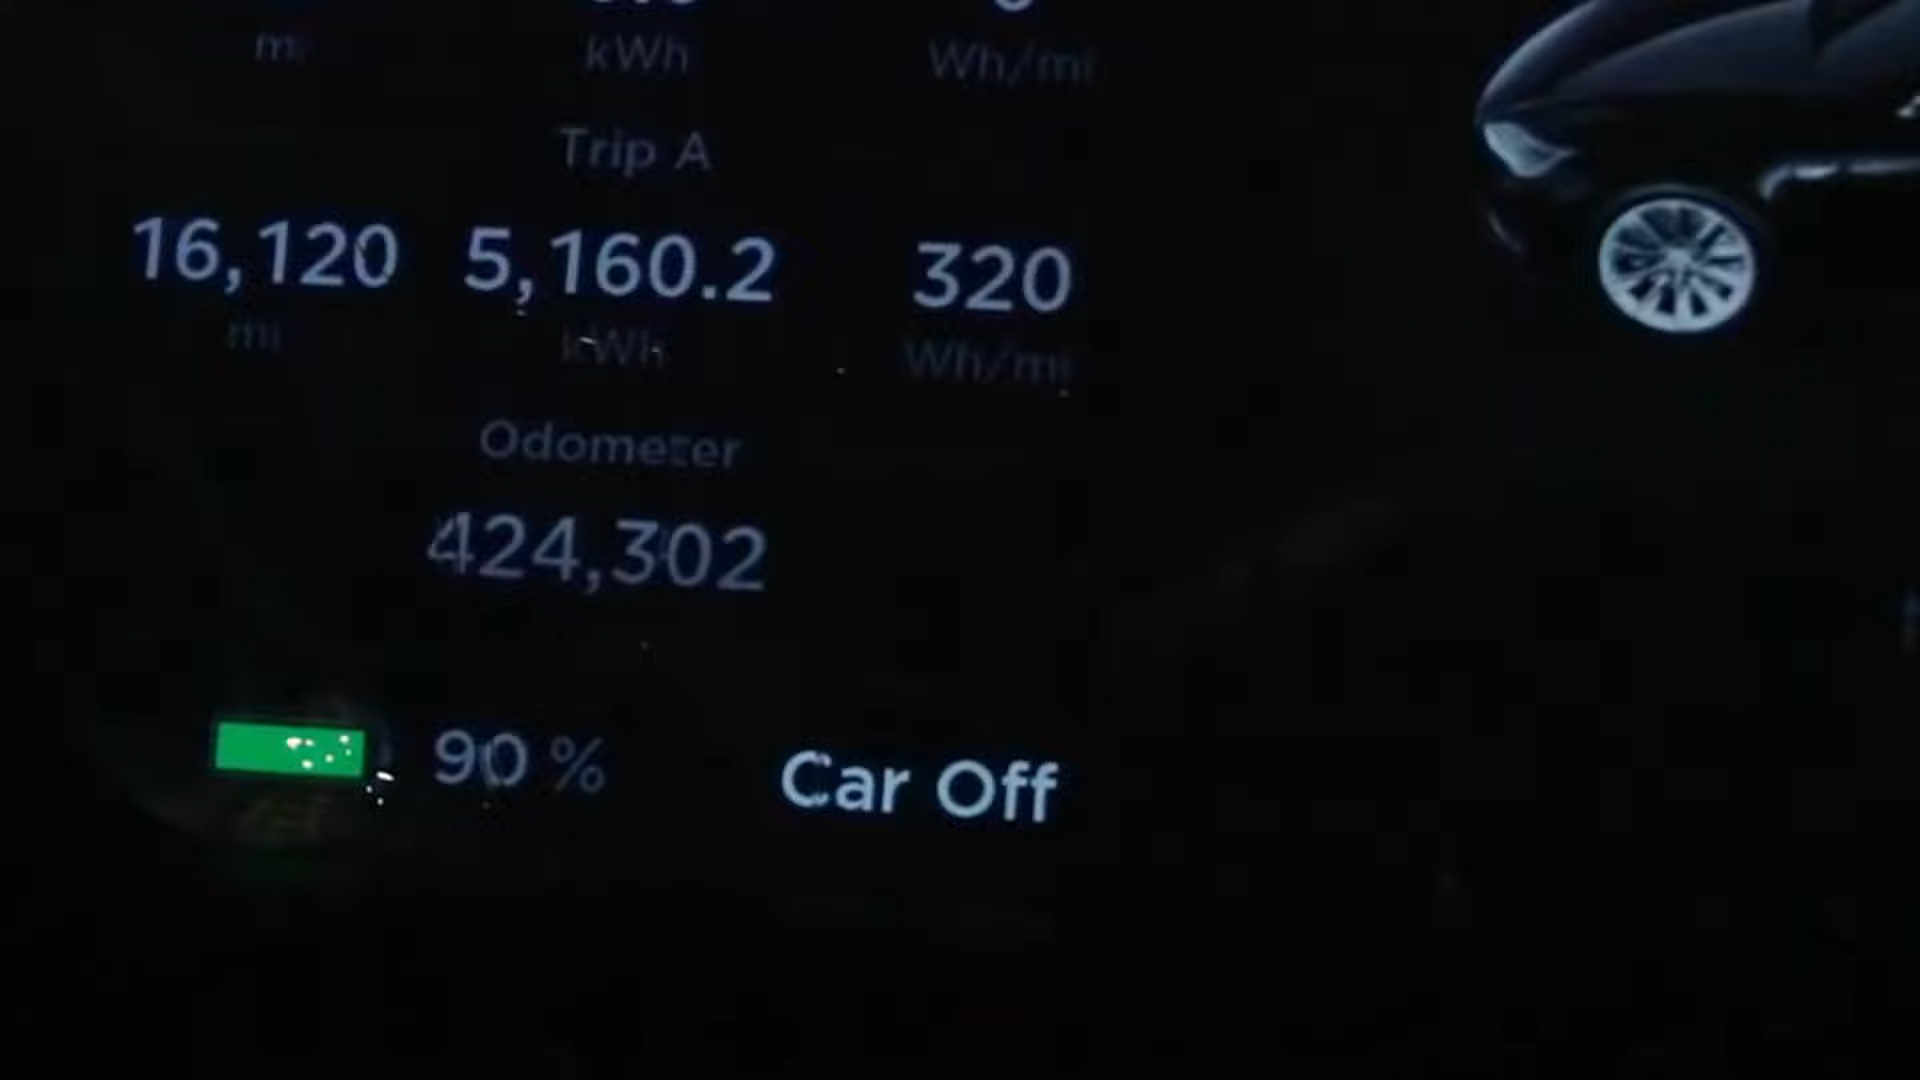 mi kWh Wh/mi
Trip A
16,120 5,160.2 320
mi kWh Wh/mi
Odometer
424,302
90 % Car Off